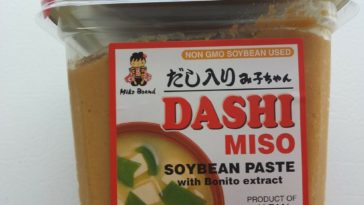 NON GMO SOYBEAN USED
Miko Brand
だし入り みア子ちゃん
DASHI
MISO
SOYBEAN PASTE
with Bonito extract
PRODUCT OF